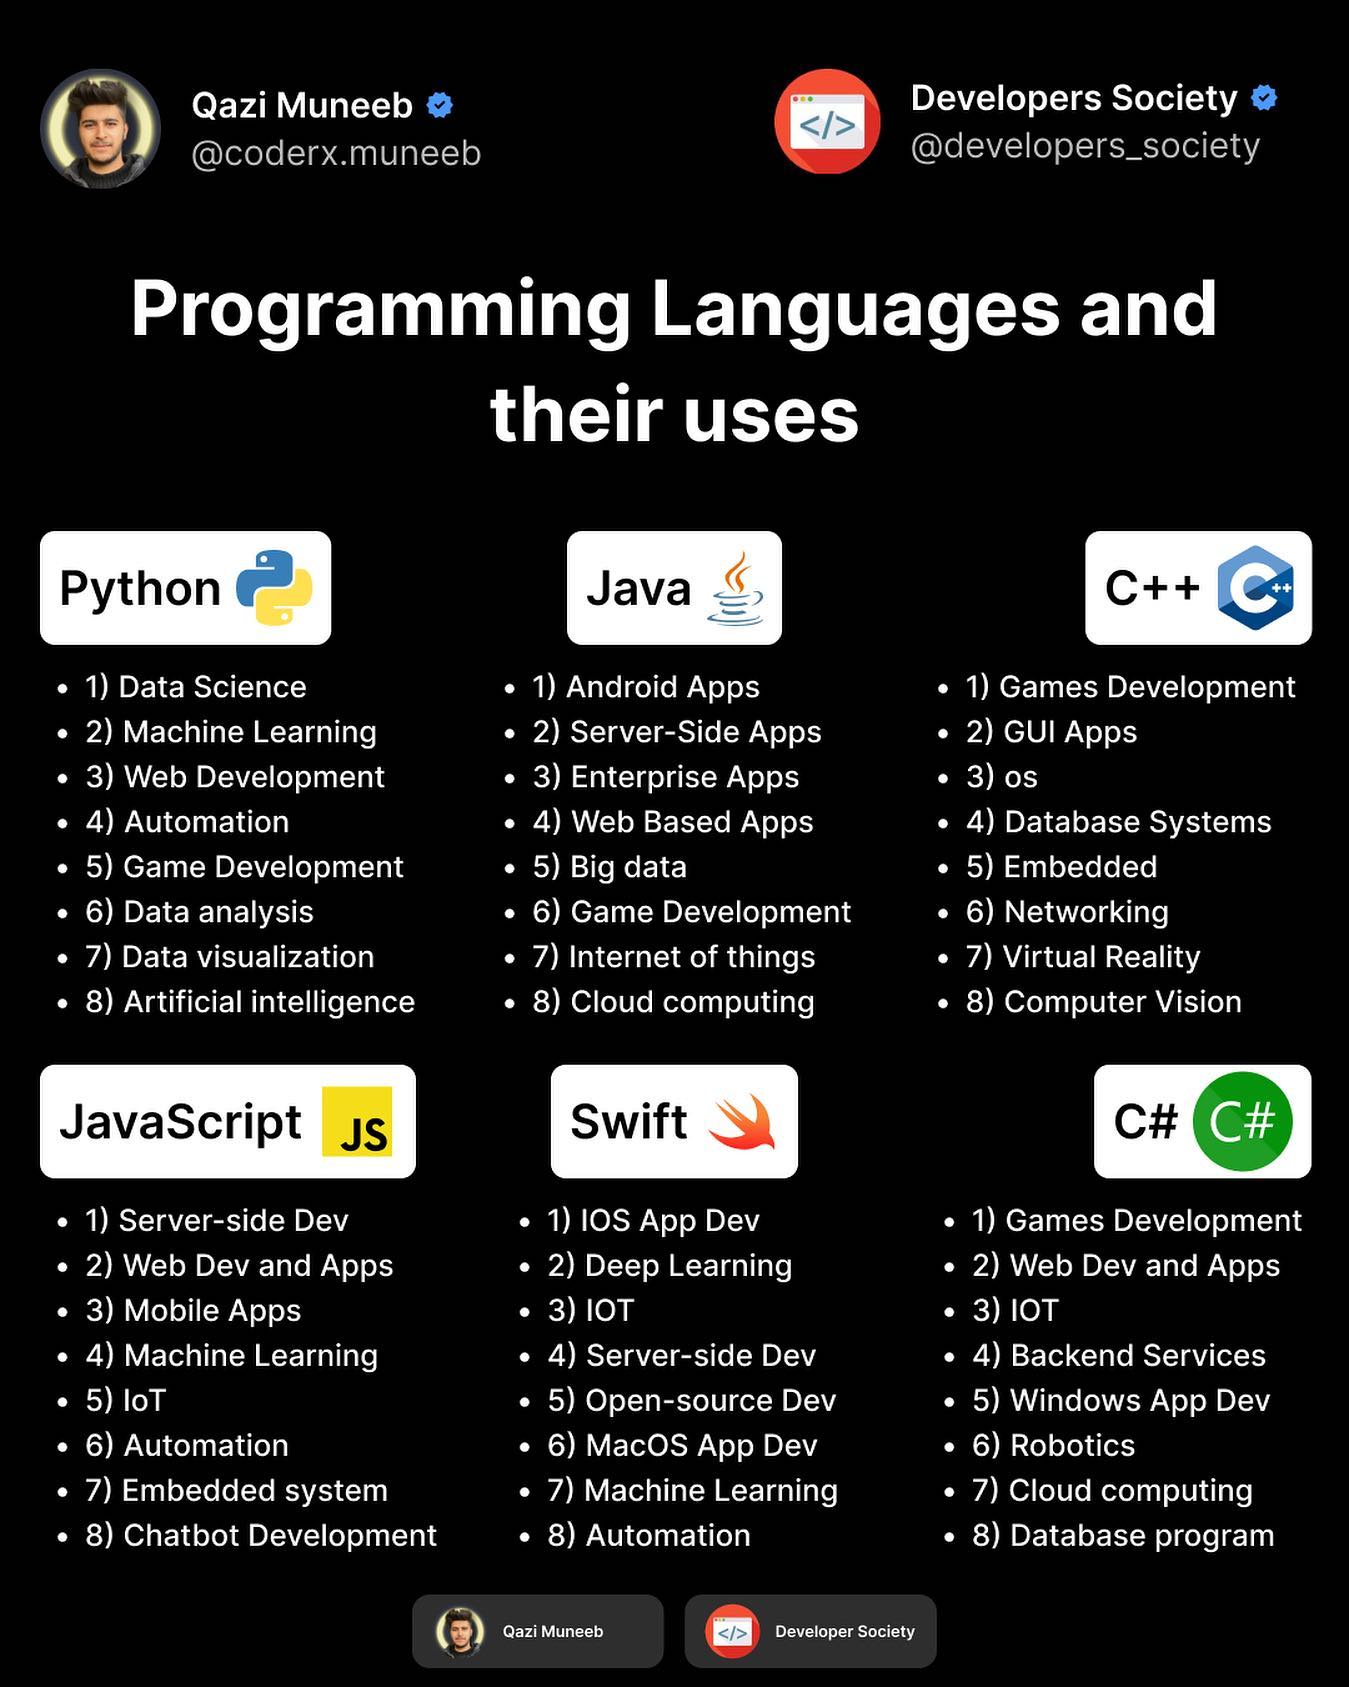 Qazi Muneeb
@coderx.muneeb
Developers Society
@developers_society
</>
Programming Languages and
their uses
Python
• 1) Data Science
• 2) Machine Learning
• 3) Web Development
• 4) Automation
• 5) Game Development
• 6) Data analysis
• 7) Data visualization
• 8) Artificial intelligence
Java
• 1) Android Apps
• 2) Server-Side Apps
• 3) Enterprise Apps
• 4) Web Based Apps
• 5) Big data
• 6) Game Development
• 7) Internet of things
• 8) Cloud computing
C++
C++
• 1) Games Development
• 2) GUI Apps
• 3) os
• 4) Database Systems
• 5) Embedded
• 6) Networking
• 7) Virtual Reality
• 8) Computer Vision
JavaScript
JS
• 1) Server-side Dev
• 2) Web Dev and Apps
• 3) Mobile Apps
• 4) Machine Learning
• 5) IoT
• 6) Automation
• 7) Embedded system
• 8) Chatbot Development
Swift
• 1) IOS App Dev
• 2) Deep Learning
• 3) IOT
• 4) Server-side Dev
• 5) Open-source Dev
• 6) MacOS App Dev
• 7) Machine Learning
• 8) Automation
C#
C#
• 1) Games Development
• 2) Web Dev and Apps
• 3) IOT
• 4) Backend Services
• 5) Windows App Dev
• 6) Robotics
• 7) Cloud computing
• 8) Database program
Qazi Muneeb
</>
Developer Society